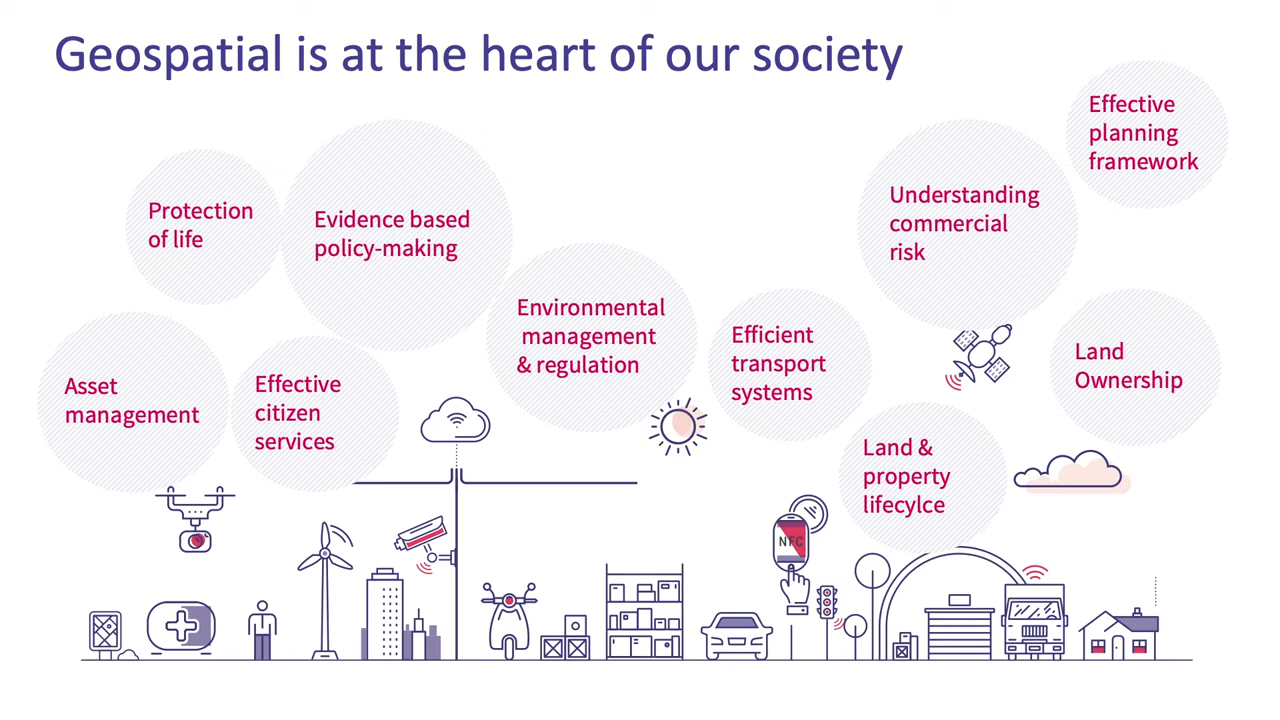 Geospatial is at the heart of our society
Effective
planning
framework
Protection
of life
Evidence based
policy-making
Understanding
commercial
risk
Environmental
management
& regulation
Efficient
transport
systems
Land
Ownership
Asset
management
Effective
citizen
services
Land &
property
lifecylce
NFC